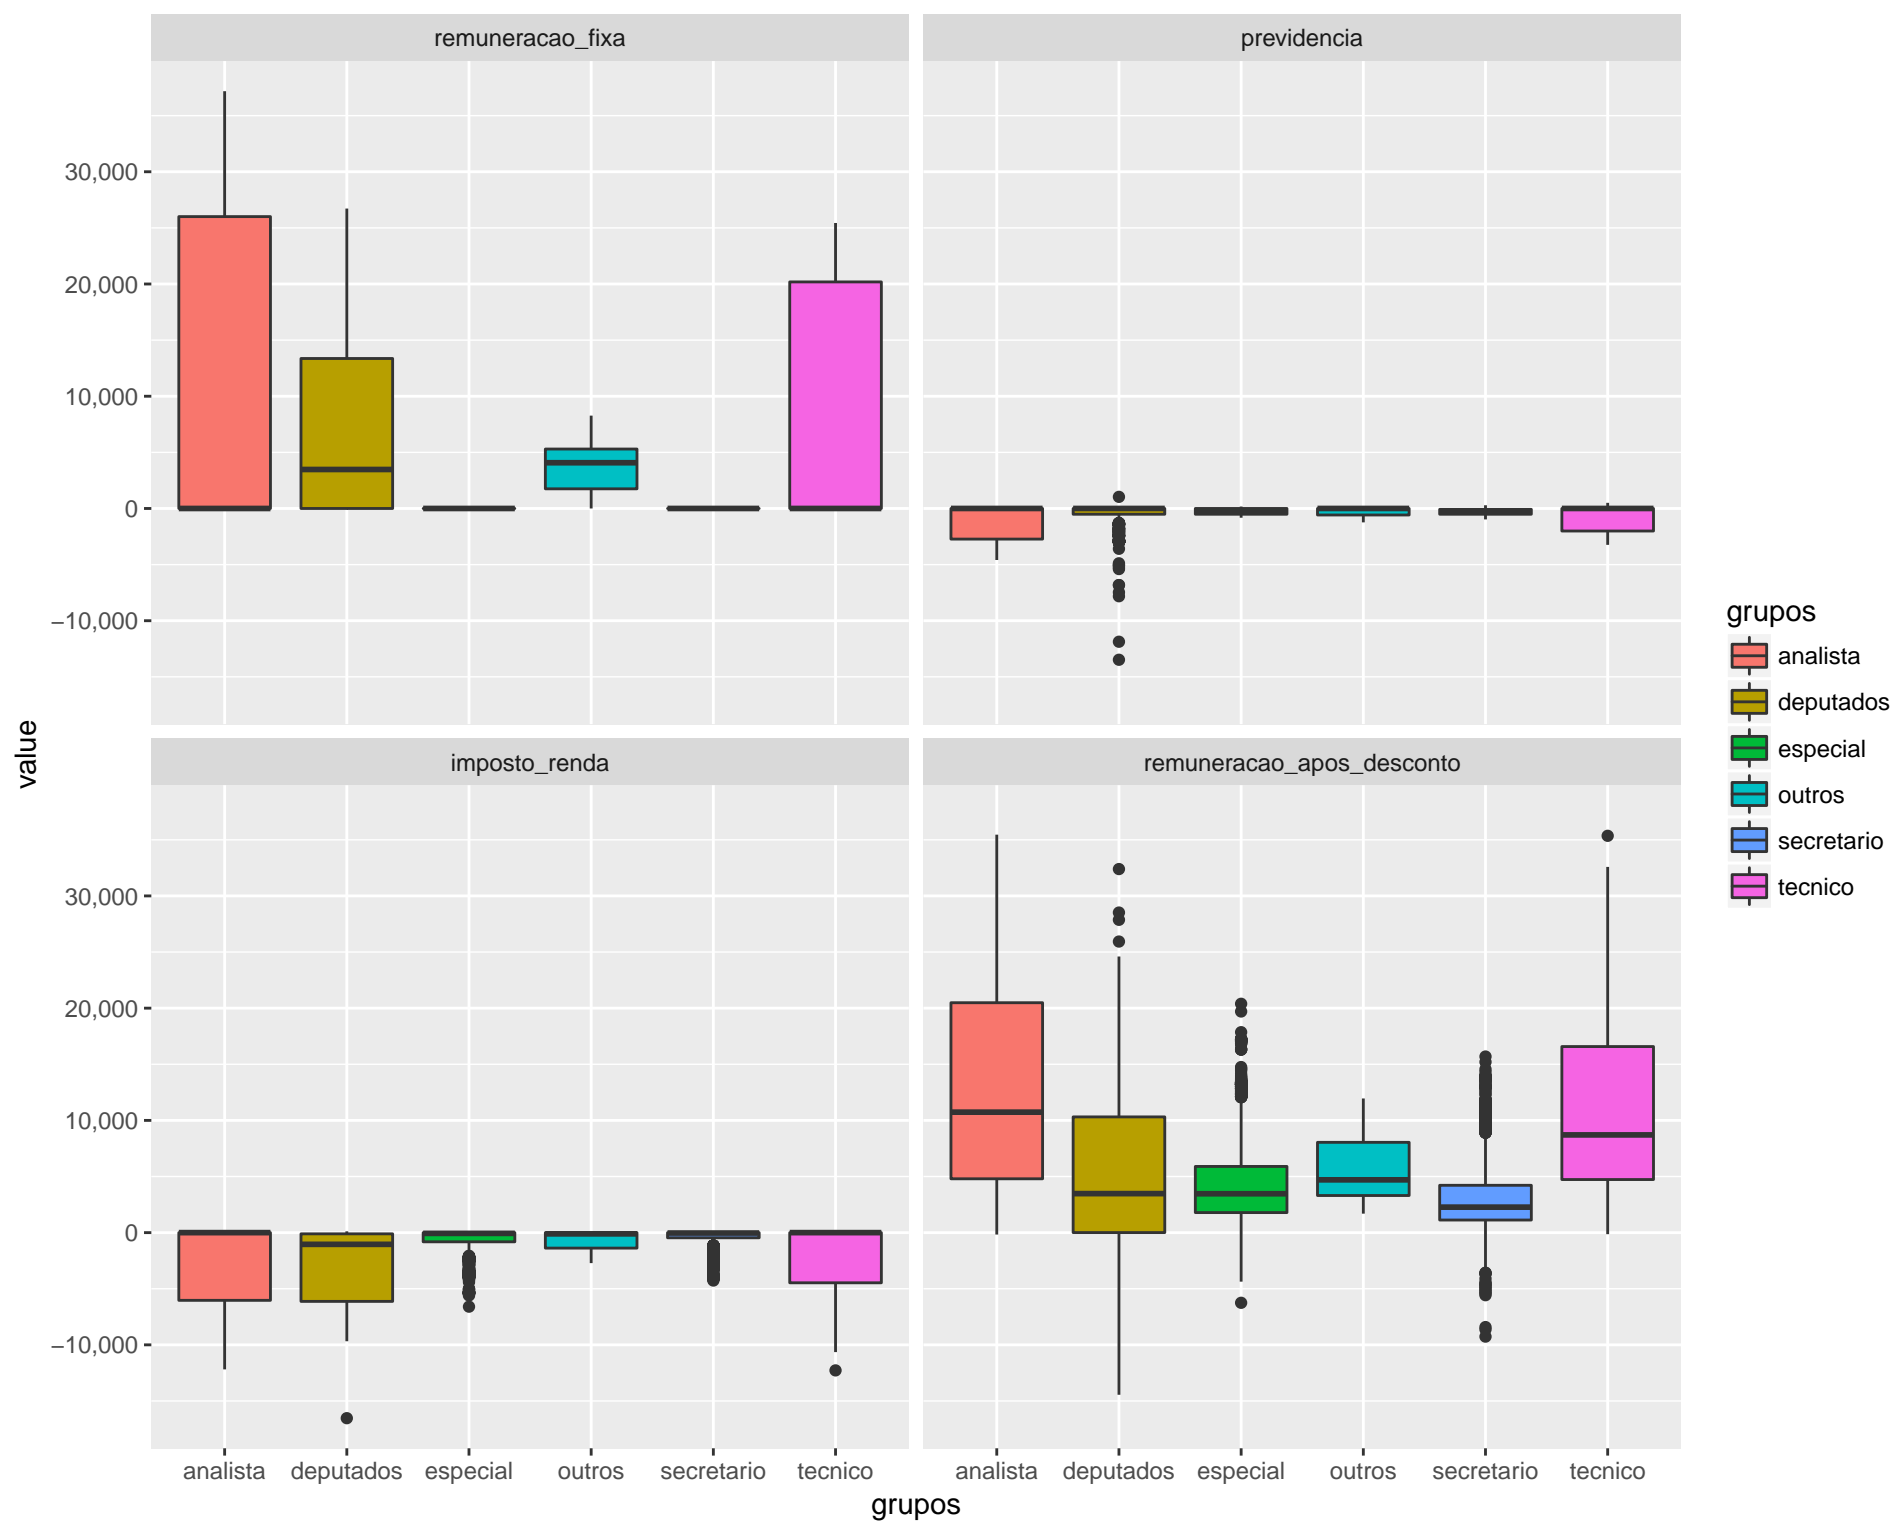 remuneracao_fixa
previdencia
30,000
20,000
10,000
0
−10,000
value
imposto_renda
remuneracao_apos_desconto
30,000
20,000
10,000
0
−10,000
analista deputados especial outros secretario tecnico
analista deputados especial outros secretario tecnico
grupos
grupos
analista
deputados
especial
outros
secretario
tecnico